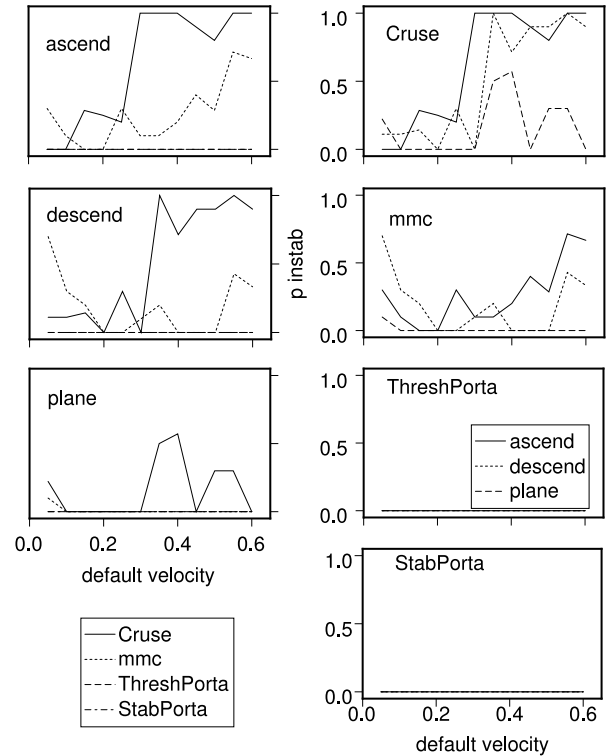 ascend
descend
plane
0.0
0.2
0.4
0.6
default velocity
Cruse
mmc
ThreshPorta
StabPorta
Cruse
1.0
0.5
0.0
mmc
1.0
p instab
0.5
0.0
ThreshPorta
1.0
0.5
0.0
ascend
descend
plane
StabPorta
1.0
0.5
0.0
0.0
0.2
0.4
0.6
default velocity